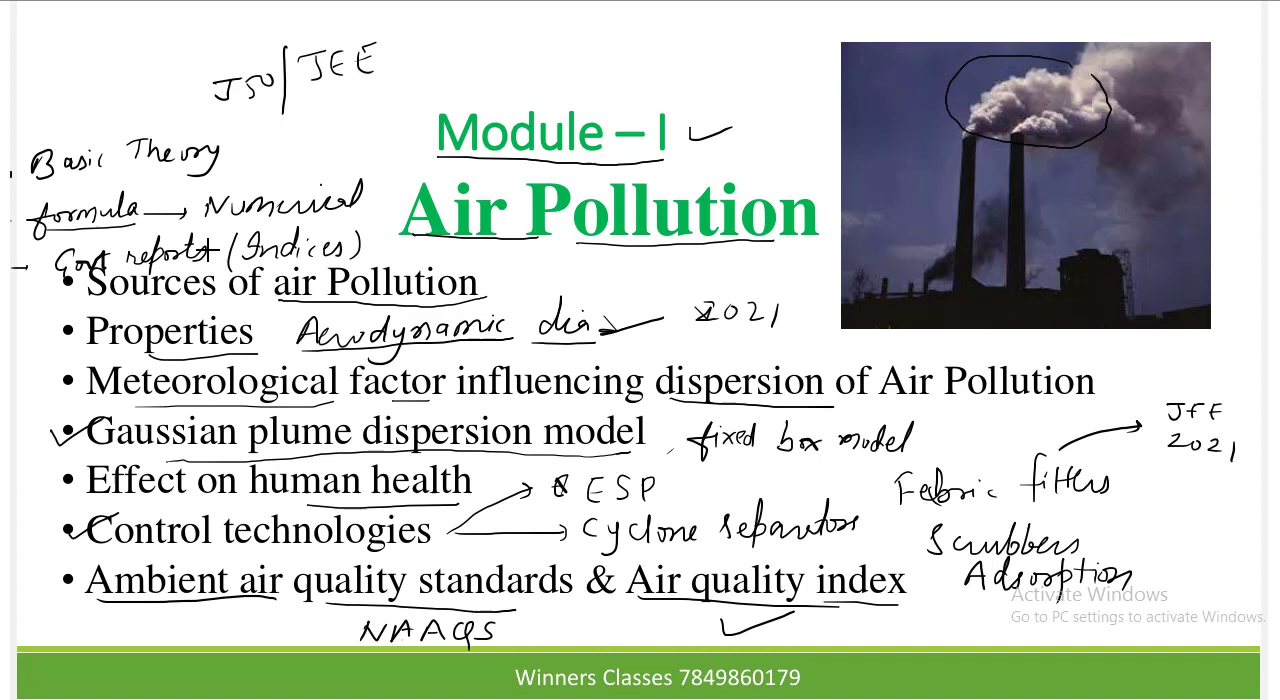 JSO/JEE
Module – I
Basic Theory
formula → Numerical
Air Pollution
Govt reports (Indices)
• Sources of air Pollution
• Properties Aerodynamic dia 2021
• Meteorological factor influencing dispersion of Air Pollution
• Gaussian plume dispersion model fixed box model
JEE
2021
• Effect on human health
ESP
Fabric filters
• Control technologies
Cyclone separators
Scrubbers
Adsorption
• Ambient air quality standards & Air quality index
NAAQS
Activate Windows
Go to PC settings to activate Windows.
Winners Classes 7849860179